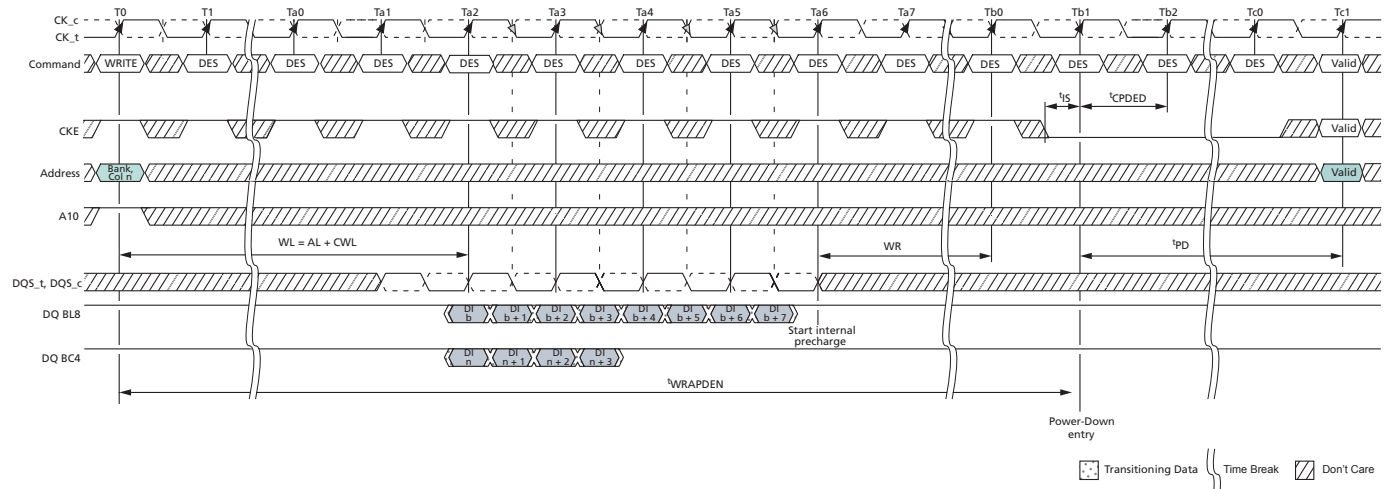 T0 T1 Ta0 Ta1 Ta2 Ta3 Ta4 Ta5 Ta6 Ta7 Tb0 Tb1 Tb2 Tc0 Tc1
CK_c
CK_t
Command WRITE DES DES DES DES DES DES DES DES DES DES DES DES DES Valid
tIS tCPDED
CKE Valid
Address Bank, Col n Valid
A10
WL = AL + CWL WR tPD
DQS_t, DQS_c
DQ BL8 DI b DI b + 1 DI b + 2 DI b + 3 DI b + 4 DI b + 5 DI b + 6 DI b + 7
Start internal
precharge
DQ BC4 DI n DI n + 1 DI n + 2 DI n + 3
tWRAPDEN
Power-Down
entry
Transitioning Data Time Break Don't Care